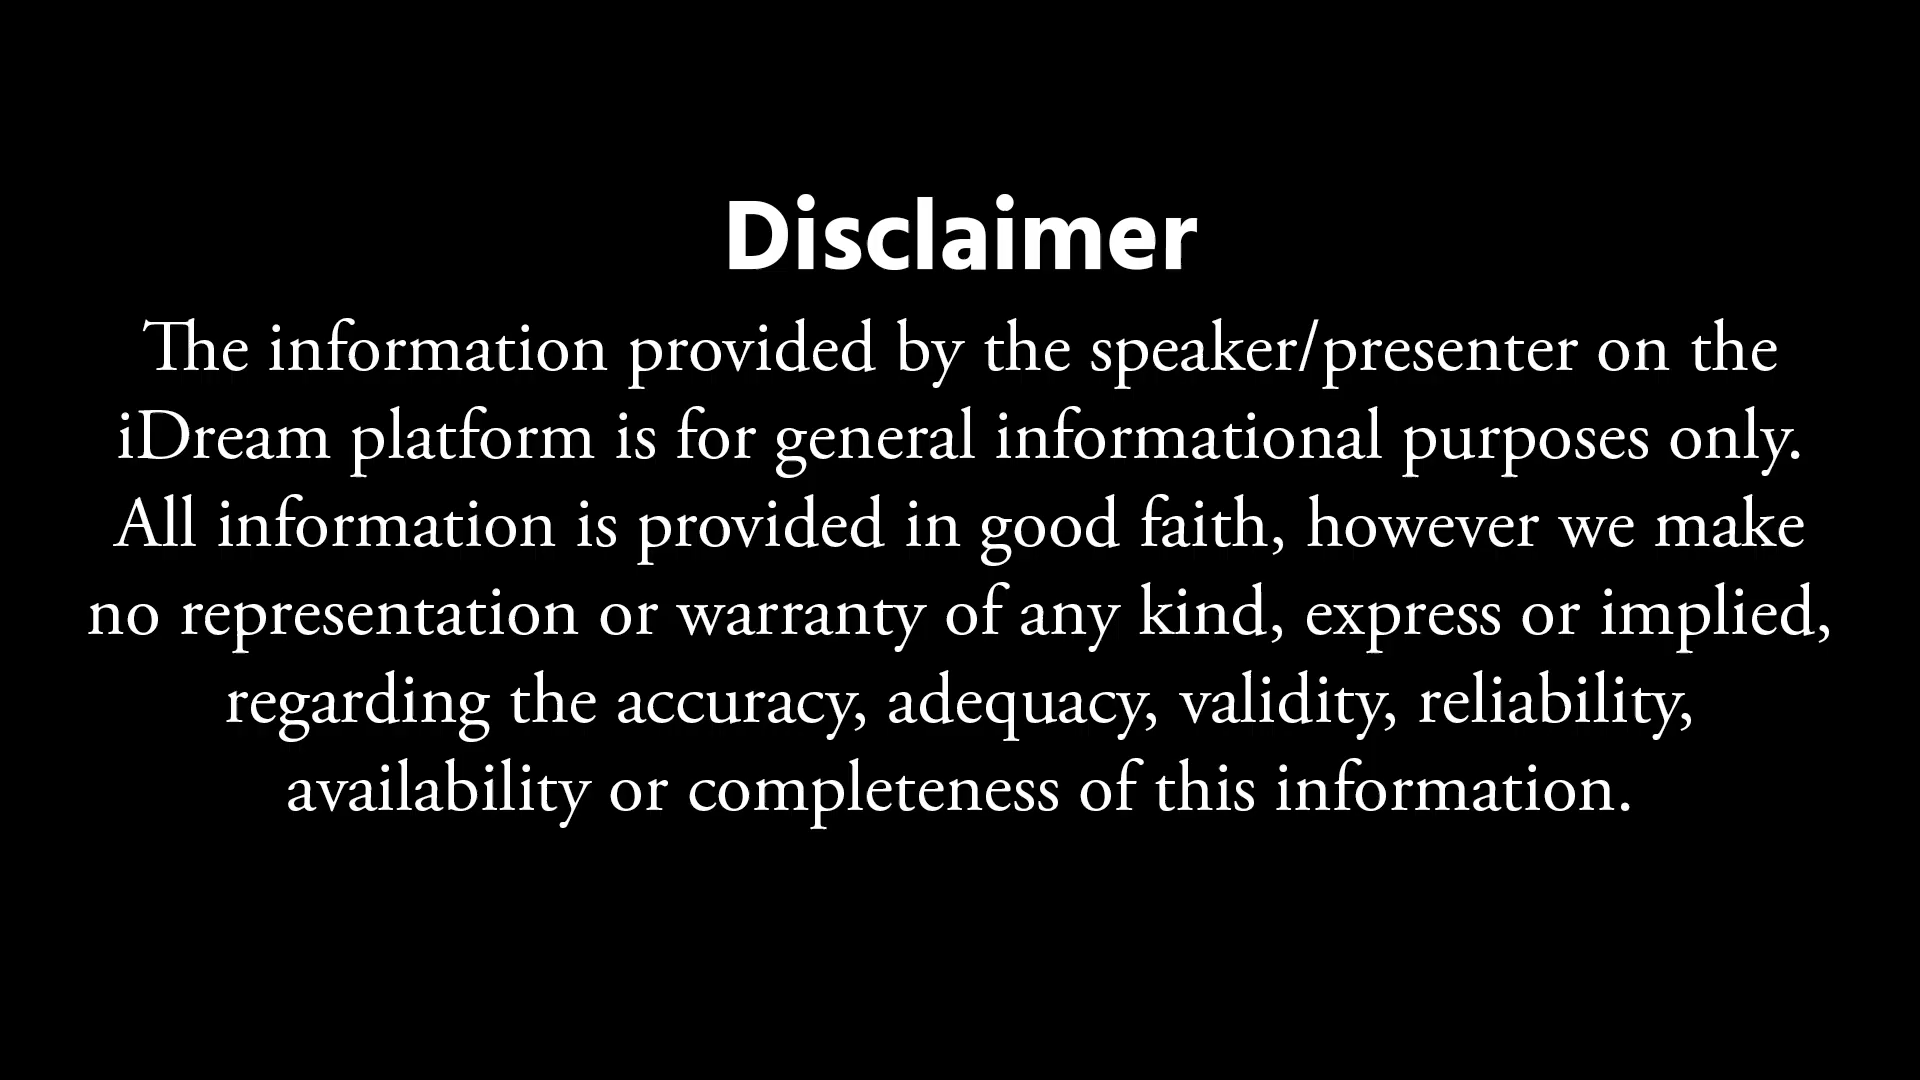 Disclaimer
The information provided by the speaker/presenter on the
iDream platform is for general informational purposes only.
All information is provided in good faith, however we make
no representation or warranty of any kind, express or implied,
regarding the accuracy, adequacy, validity, reliability,
availability or completeness of this information.